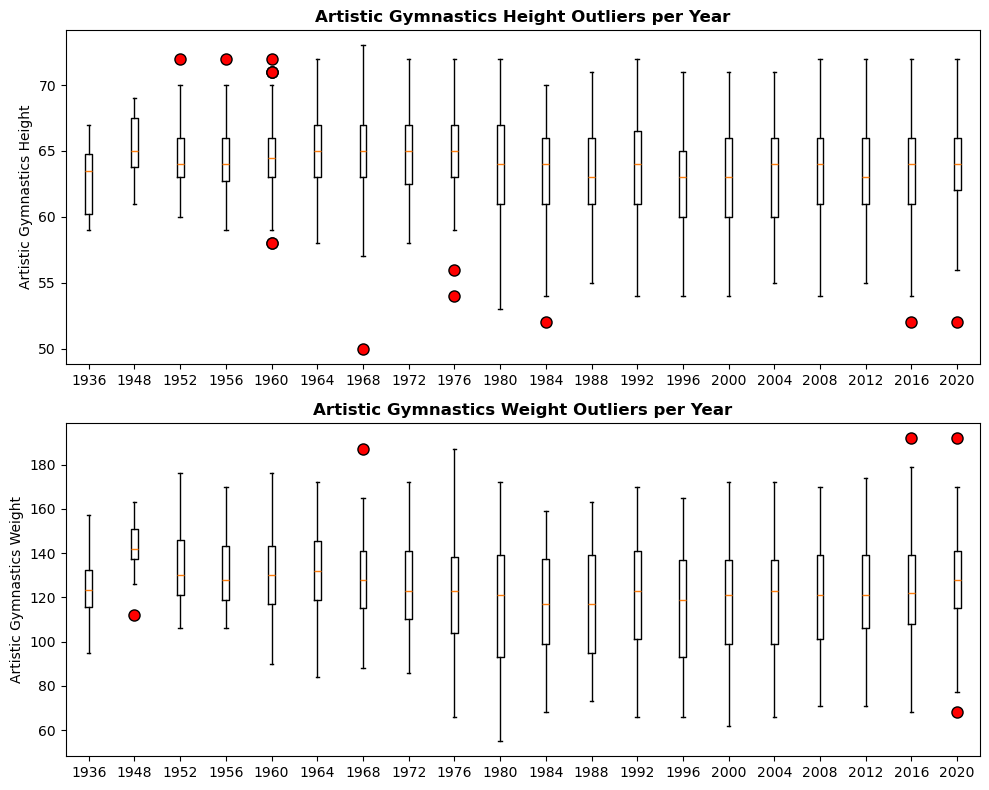 Artistic Gymnastics Height Outliers per Year
Artistic Gymnastics Height
70
65
60
55
50
1936 1948 1952 1956 1960 1964 1968 1972 1976 1980 1984 1988 1992 1996 2000 2004 2008 2012 2016 2020
Artistic Gymnastics Weight Outliers per Year
Artistic Gymnastics Weight
180
160
140
120
100
80
60
1936 1948 1952 1956 1960 1964 1968 1972 1976 1980 1984 1988 1992 1996 2000 2004 2008 2012 2016 2020